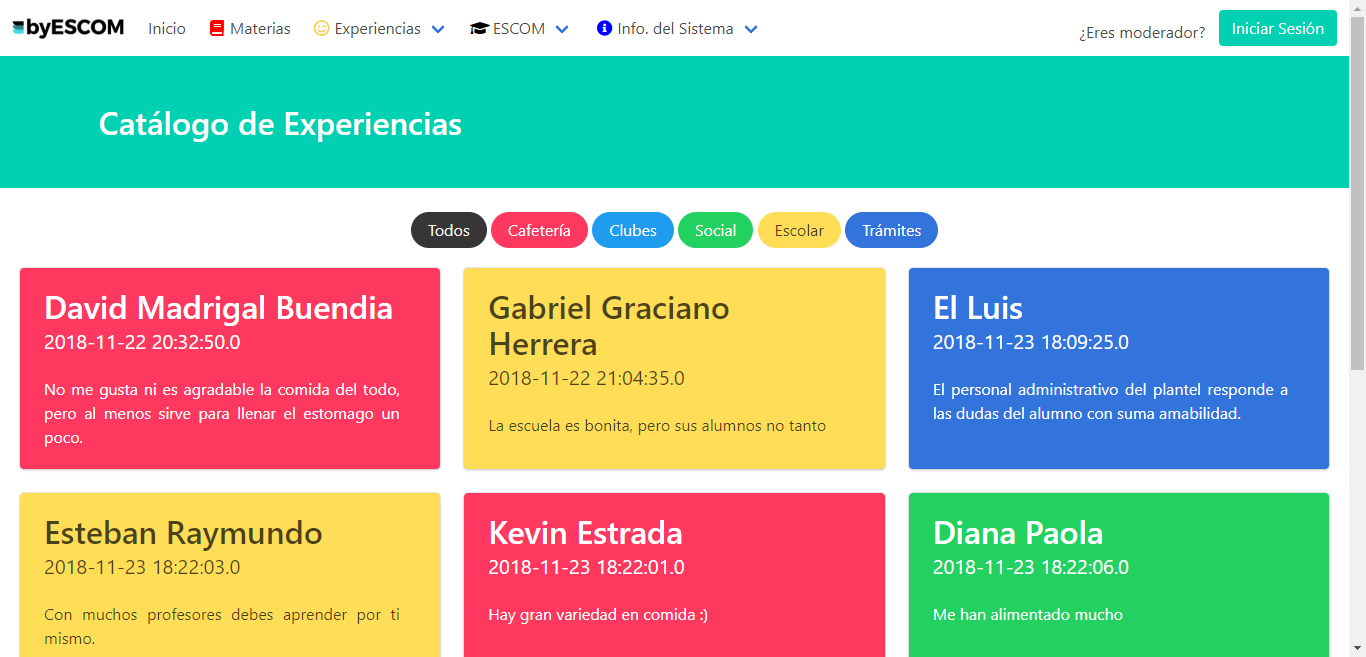 byESCOM Inicio Materias Experiencias ESCOM Info. del Sistema ¿Eres moderador? Iniciar Sesión
Catálogo de Experiencias
Todos Cafetería Clubes Social Escolar Trámites
David Madrigal Buendia
2018-11-22 20:32:50.0
No me gusta ni es agradable la comida del todo,
pero al menos sirve para llenar el estomago un
poco.
Gabriel Graciano
Herrera
2018-11-22 21:04:35.0
La escuela es bonita, pero sus alumnos no tanto
El Luis
2018-11-23 18:09:25.0
El personal administrativo del plantel responde a
las dudas del alumno con suma amabilidad.
Esteban Raymundo
2018-11-23 18:22:03.0
Con muchos profesores debes aprender por ti
mismo.
Kevin Estrada
2018-11-23 18:22:01.0
Hay gran variedad en comida :)
Diana Paola
2018-11-23 18:22:06.0
Me han alimentado mucho